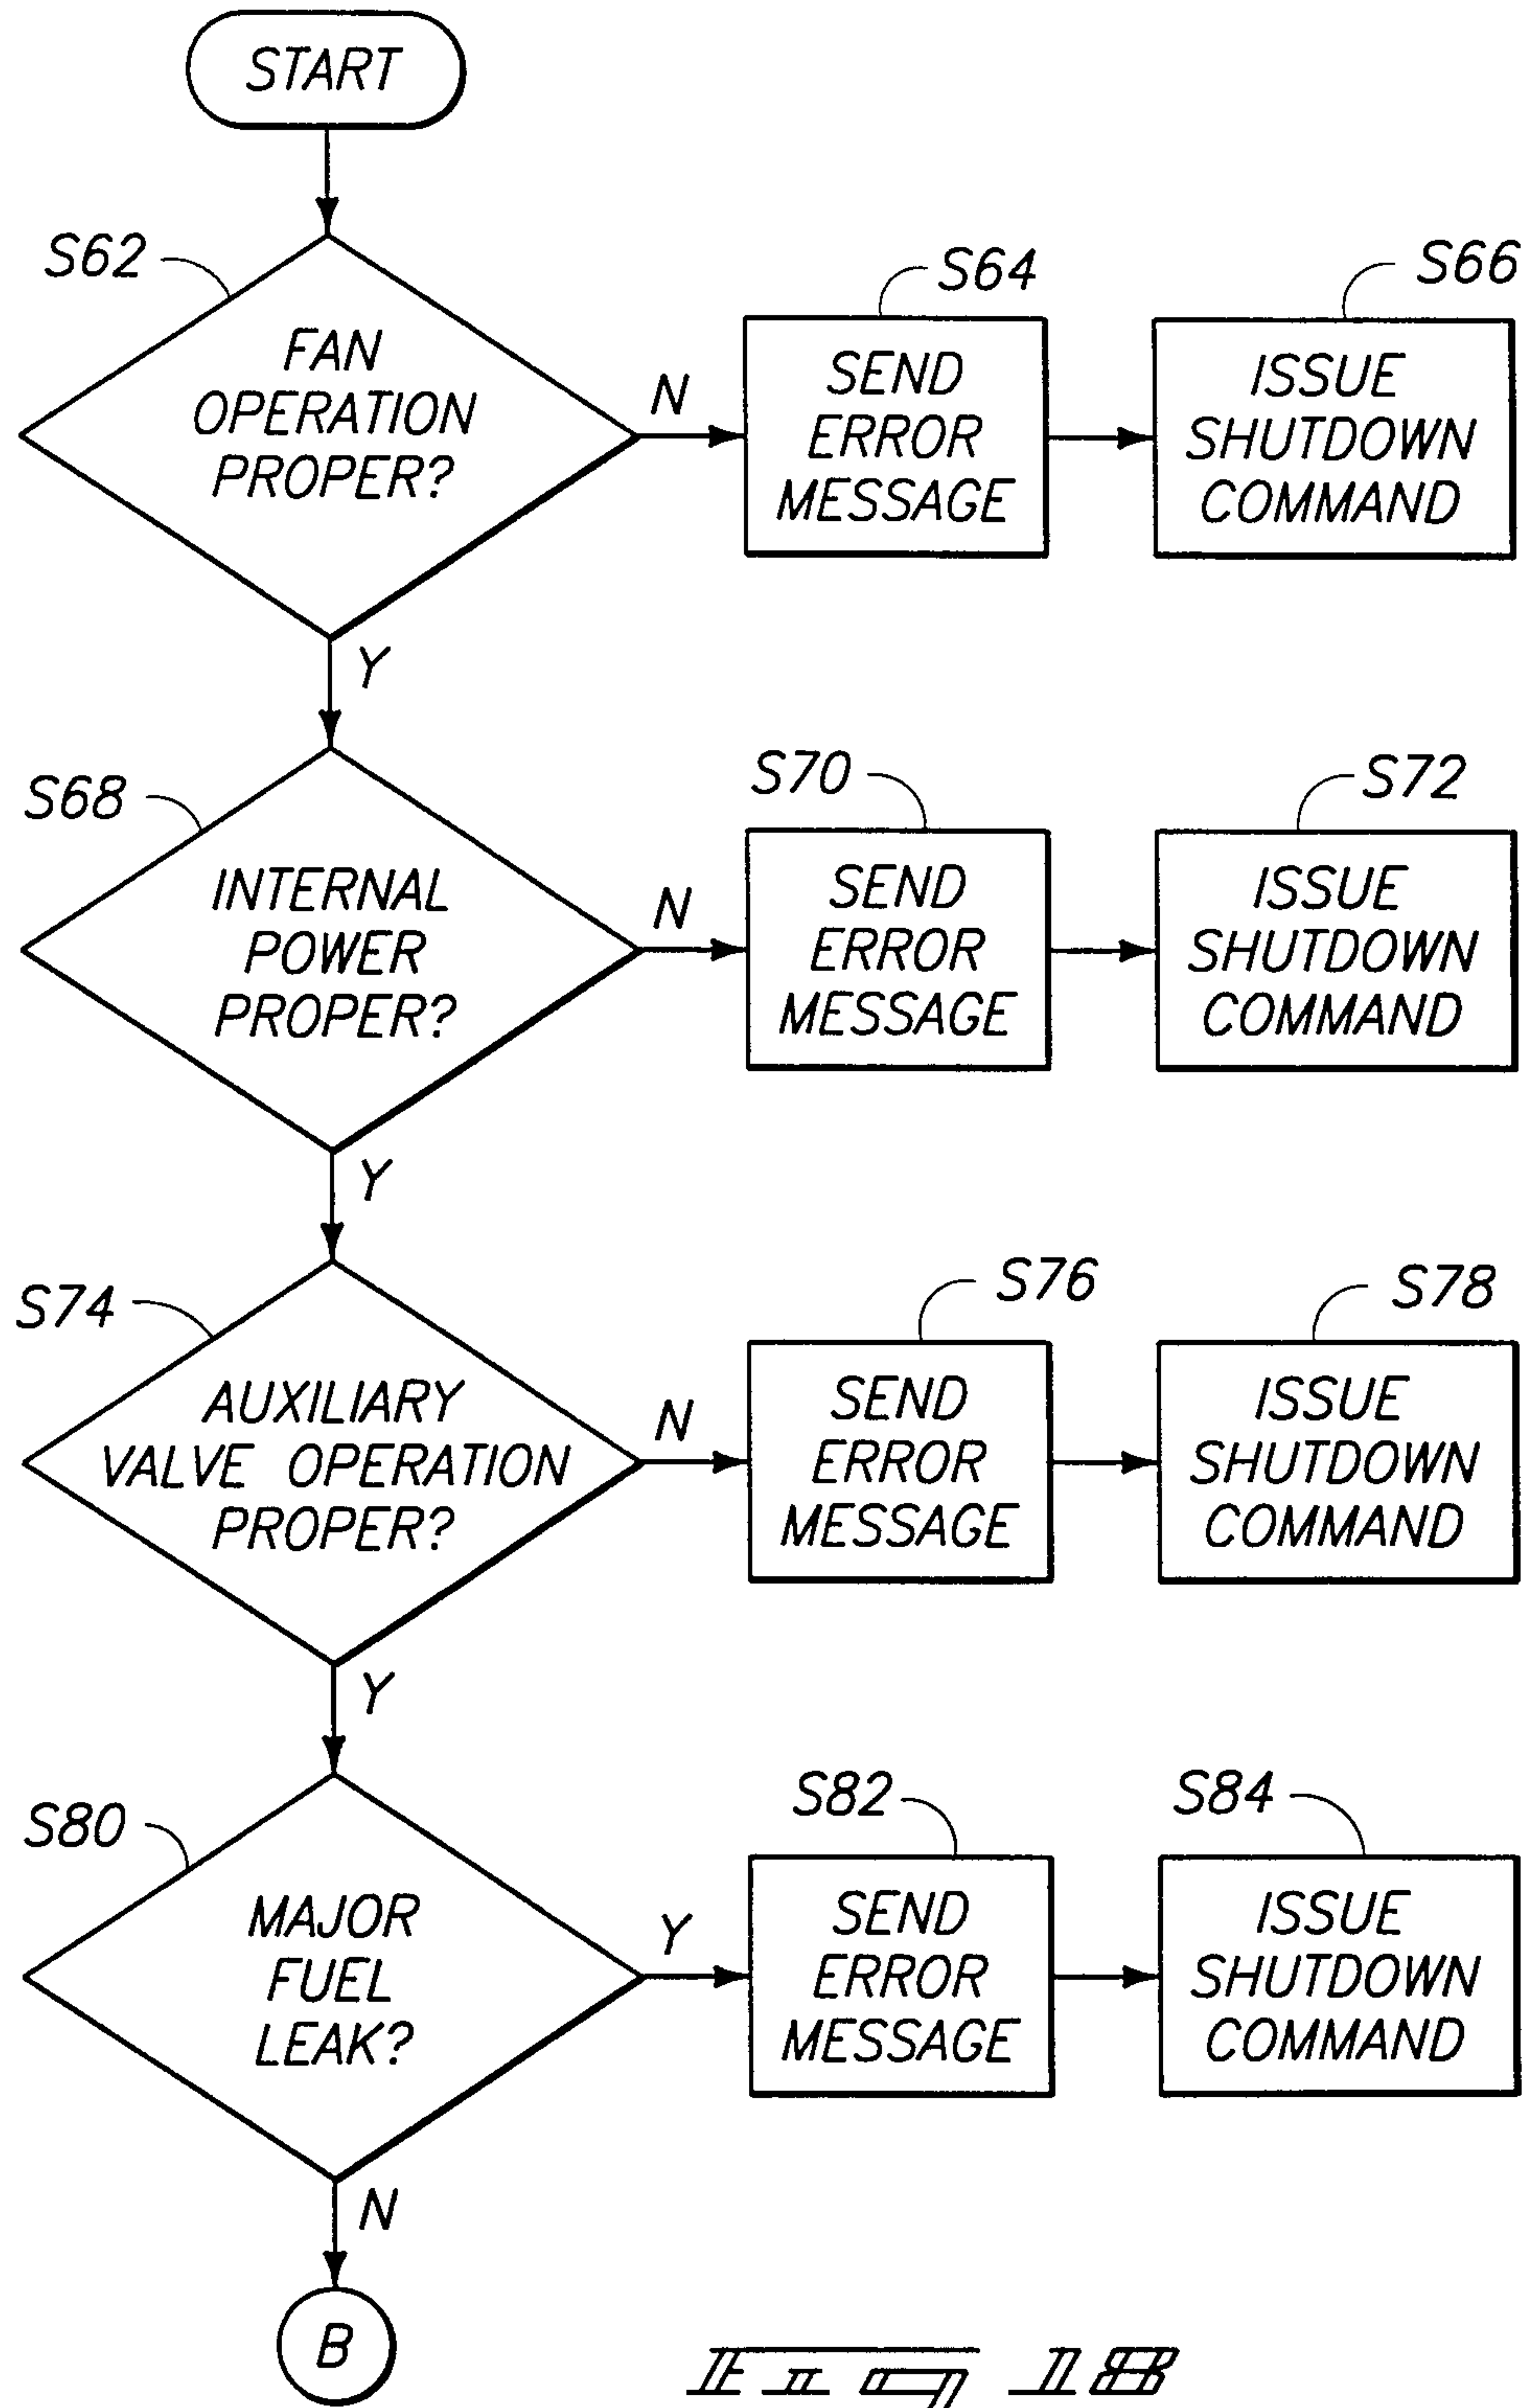 START
S62
FAN
OPERATION
PROPER?
N
S64
SEND
ERROR
MESSAGE
S66
ISSUE
SHUTDOWN
COMMAND
Y
S68
INTERNAL
POWER
PROPER?
N
S70
SEND
ERROR
MESSAGE
S72
ISSUE
SHUTDOWN
COMMAND
Y
S74
AUXILIARY
VALVE OPERATION
PROPER?
N
S76
SEND
ERROR
MESSAGE
S78
ISSUE
SHUTDOWN
COMMAND
Y
S80
MAJOR
FUEL
LEAK?
Y
S82
SEND
ERROR
MESSAGE
S84
ISSUE
SHUTDOWN
COMMAND
N
B
Fig 18